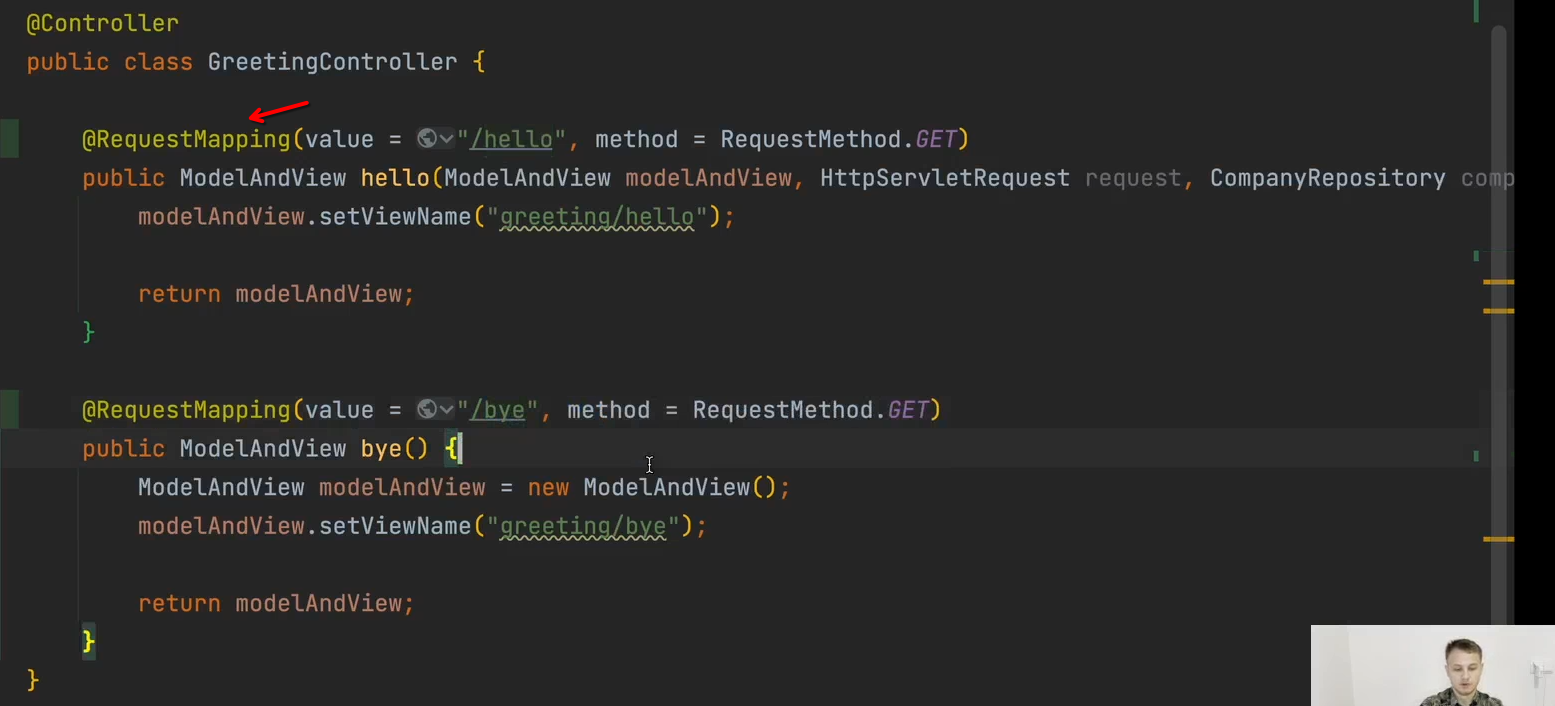 @Controller
public class GreetingController {
@RequestMapping(value = "/hello", method = RequestMethod.GET)
public ModelAndView hello(ModelAndView modelAndView, HttpServletRequest request, CompanyRepository comp
modelAndView.setViewName("greeting/hello");
return modelAndView;
}
@RequestMapping(value = "/bye", method = RequestMethod.GET)
public ModelAndView bye() {
ModelAndView modelAndView = new ModelAndView();
modelAndView.setViewName("greeting/bye");
return modelAndView;
}
}